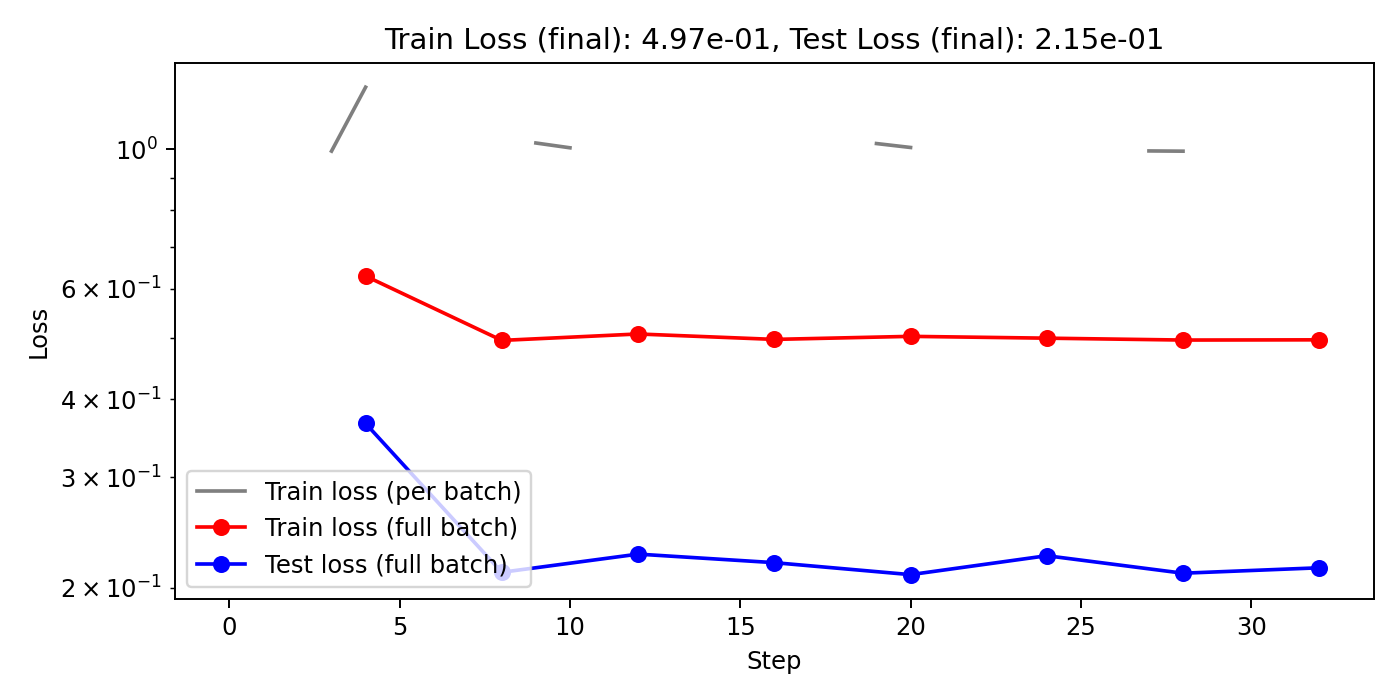 Train Loss (final): 4.97e-01, Test Loss (final): 2.15e-01
Loss
10⁰
6 × 10⁻¹
4 × 10⁻¹
3 × 10⁻¹
2 × 10⁻¹
Train loss (per batch)
Train loss (full batch)
Test loss (full batch)
0 5 10 15 20 25 30
Step